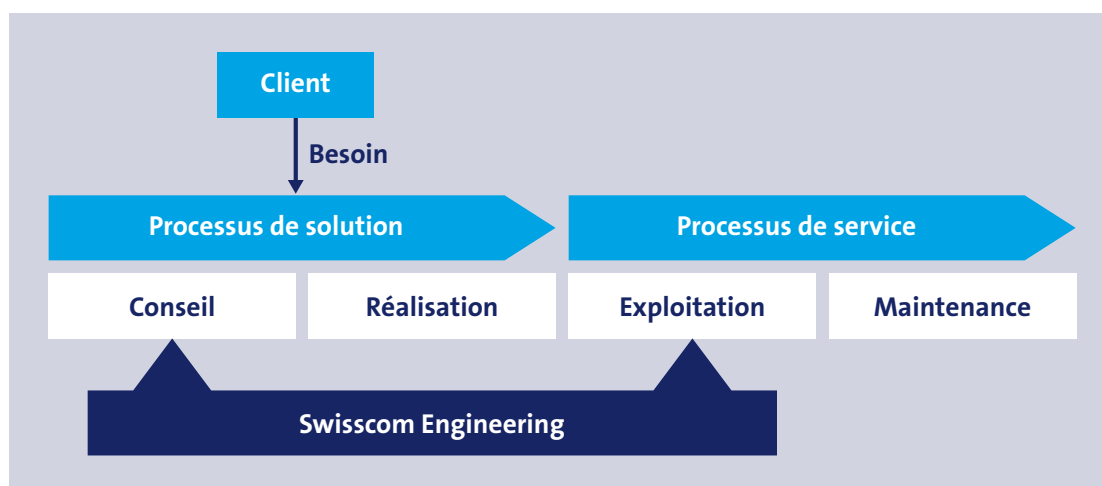 Client
Besoin
Processus de solution
Processus de service
Conseil
Réalisation
Exploitation
Maintenance
Swisscom Engineering